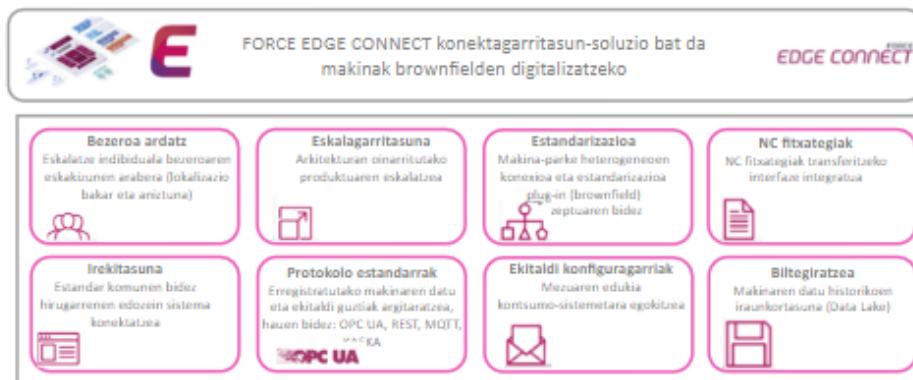 FORCE EDGE CONNECT konektagarritasun-soluzio bat da
makinak brownfielden digitalizatzeko
FORCE
EDGE CONNECT
Bezeroa ardatz
Eskalatze indibiduala bezeroaren
eskakizunen arabera (lokalizazio
bakar eta aniztuna)
Eskalagarritasuna
Arkitekturan oinarritutako
produktuaren eskalatzea
Estandarizazioa
Makina-parke heterogeneoen
konexioa eta estandarizazioa
plug-in (brownfield)
zeptuaren bidez
NC fitxategiak
NC fitxategiak transferitzeko
interfaze integratua
Irekitasuna
Estandar komunen bidez
hirugarrenen edozein sistema
konektatzea
Protokolo estandarrak
Erregistratutako makinaren datu
eta ekitaldi guztiak argitaratzea,
hauen bidez: OPC UA, REST, MQTT,
OPC UA
Ekitaldi konfiguragarriak
Mezuaren edukia
kontsumo-sistemetara egokitzea
Biltegiratzea
Makinaren datu historikoen
iraunkortasuna (Data Lake)